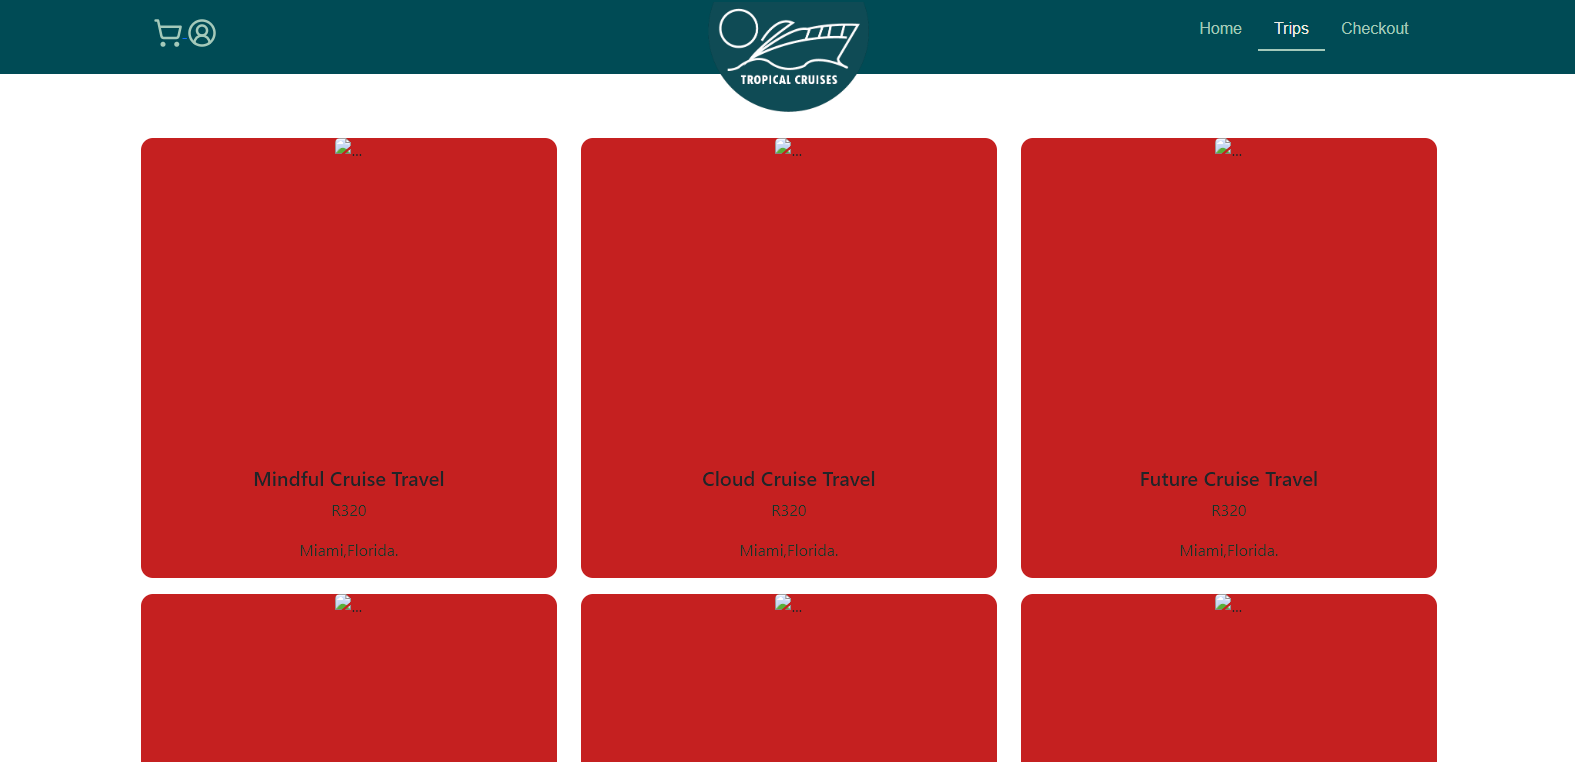 Home Trips Checkout
TROPICAL CRUISES
... ... ...
Mindful Cruise Travel Cloud Cruise Travel Future Cruise Travel
R320 R320 R320
Miami,Florida. Miami,Florida. Miami,Florida.
... ... ...